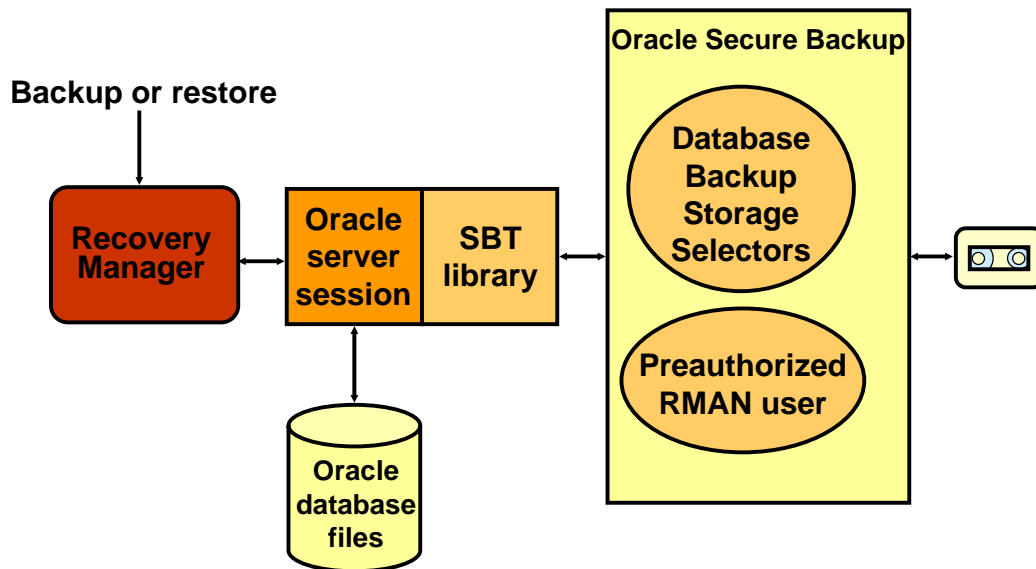 Oracle Secure Backup
Backup or restore
Recovery
Manager
Oracle
server
session
SBT
library
Database
Backup
Storage
Selectors
Preauthorized
RMAN user
Oracle
database
files